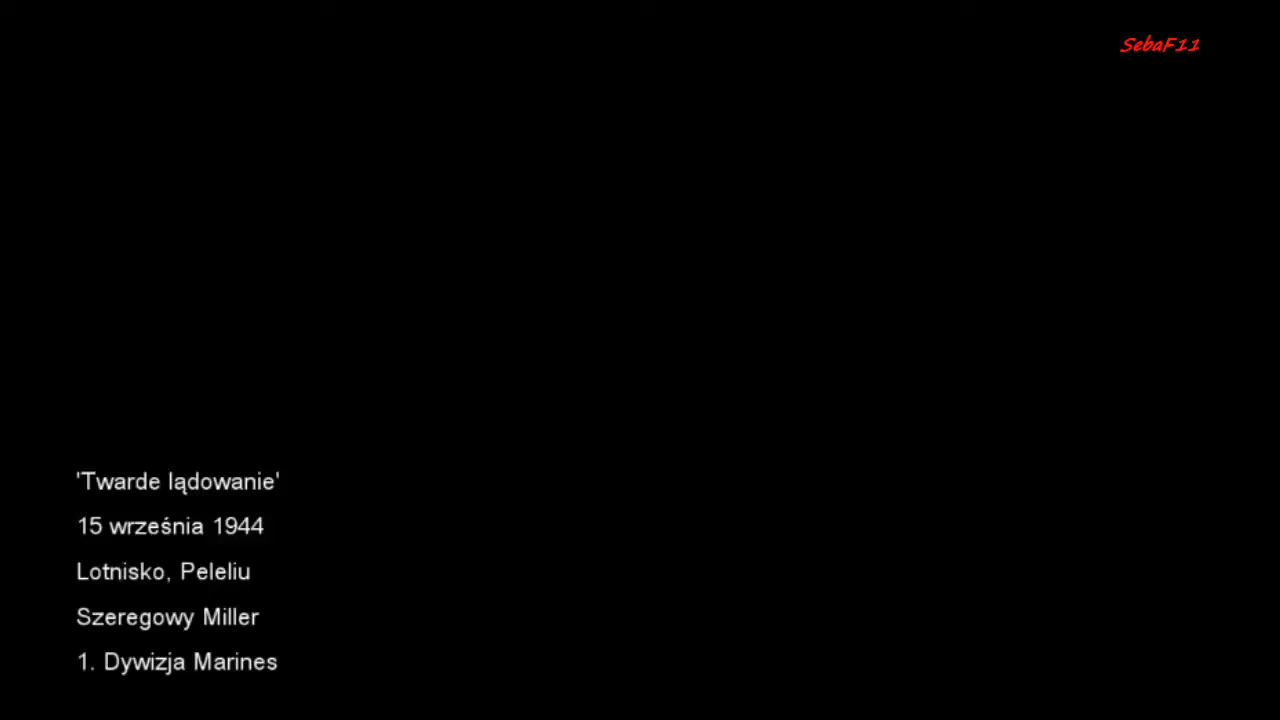 SebaF11
'Twarde lądowanie'
15 września 1944
Lotnisko, Peleliu
Szeregowy Miller
1. Dywizja Marines